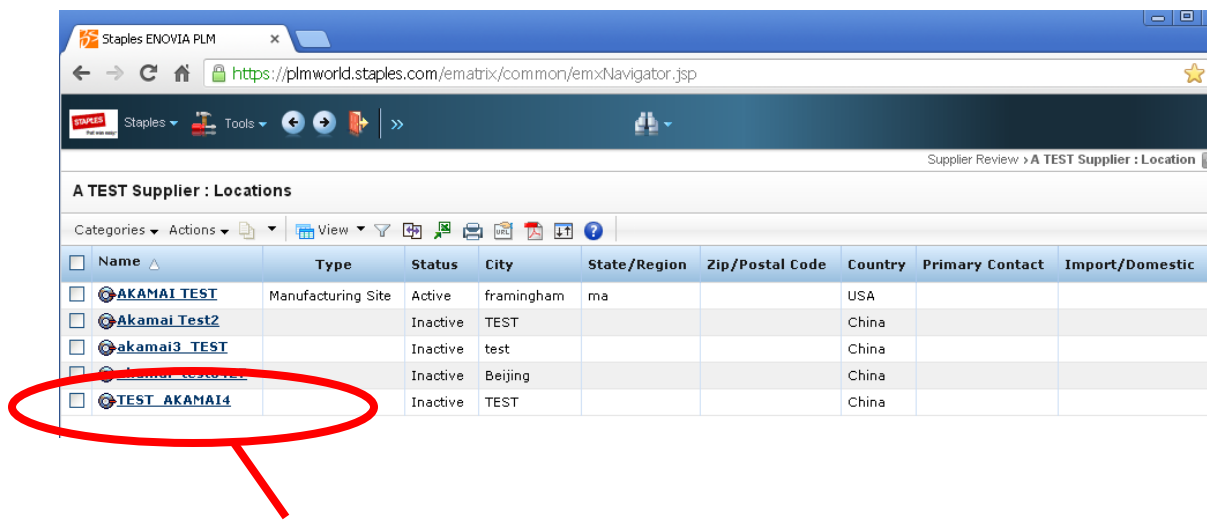 Staples ENOVIA PLM
https://plmworld.staples.com/ematrix/common/emxNavigator.jsp
STAPLES Staples Tools »
Supplier Review › A TEST Supplier : Location
A TEST Supplier : Locations
Categories Actions View
Name Type Status City State/Region Zip/Postal Code Country Primary Contact Import/Domestic
AKAMAI TEST Manufacturing Site Active framingham ma USA
Akamai Test2 Inactive TEST China
akamai3 TEST Inactive test China
Inactive Beijing China
TEST AKAMAI4 Inactive TEST China